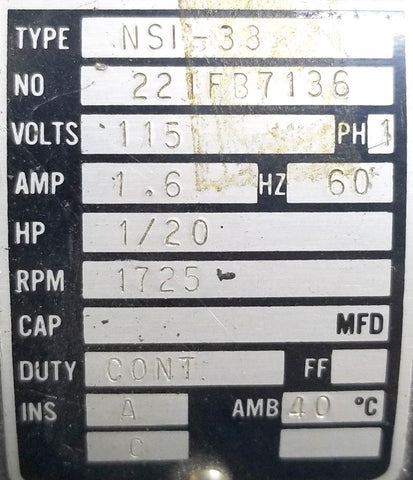 TYPE NSI-33
NO 221FB7136
VOLTS 115 PH 1
AMP 1.6 HZ 60
HP 1/20
RPM 1725
CAP MFD
DUTY CONT FF
INS A AMB 40 °C
C